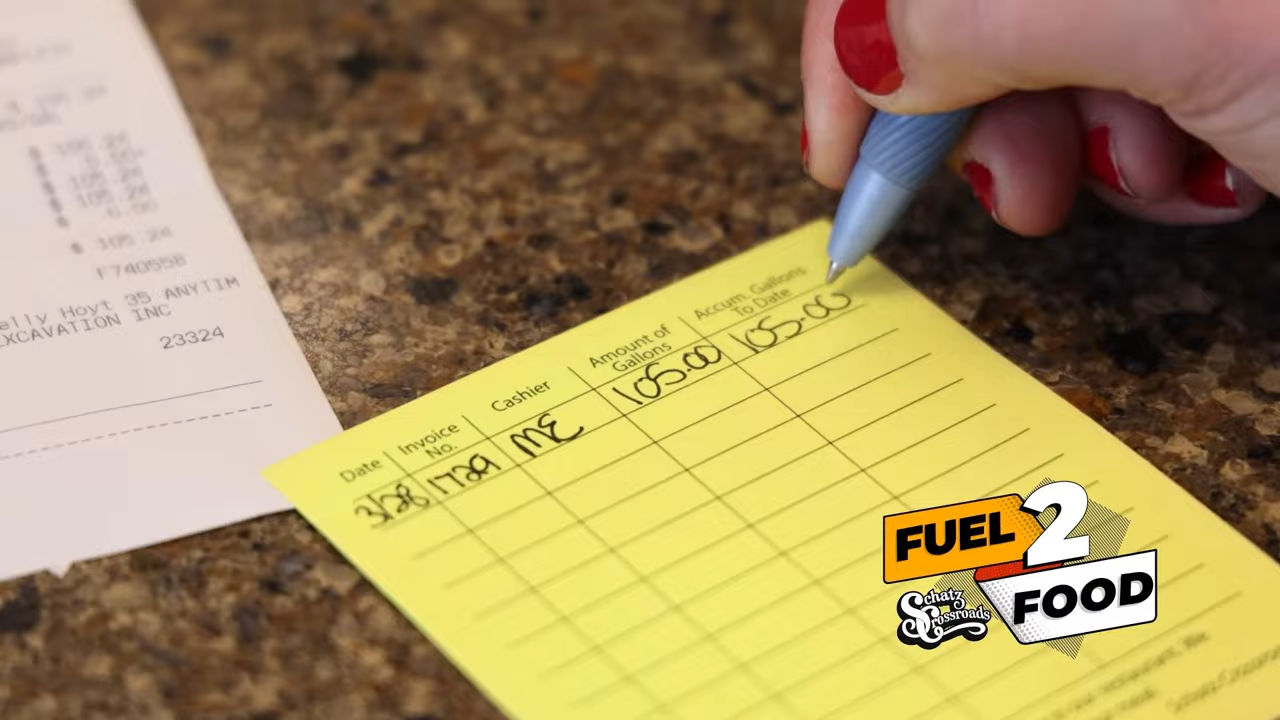 $ 105.24
F740558
Hoyt 35 ANYTIM
EXCAVATION INC
23324
Date
Invoice
No.
Cashier
Amount of
Gallons
Accum. Gallons
To Date
3/28 1729 ME 105.00 105.00
FUEL
2
FOOD
Schatz
Crossroads